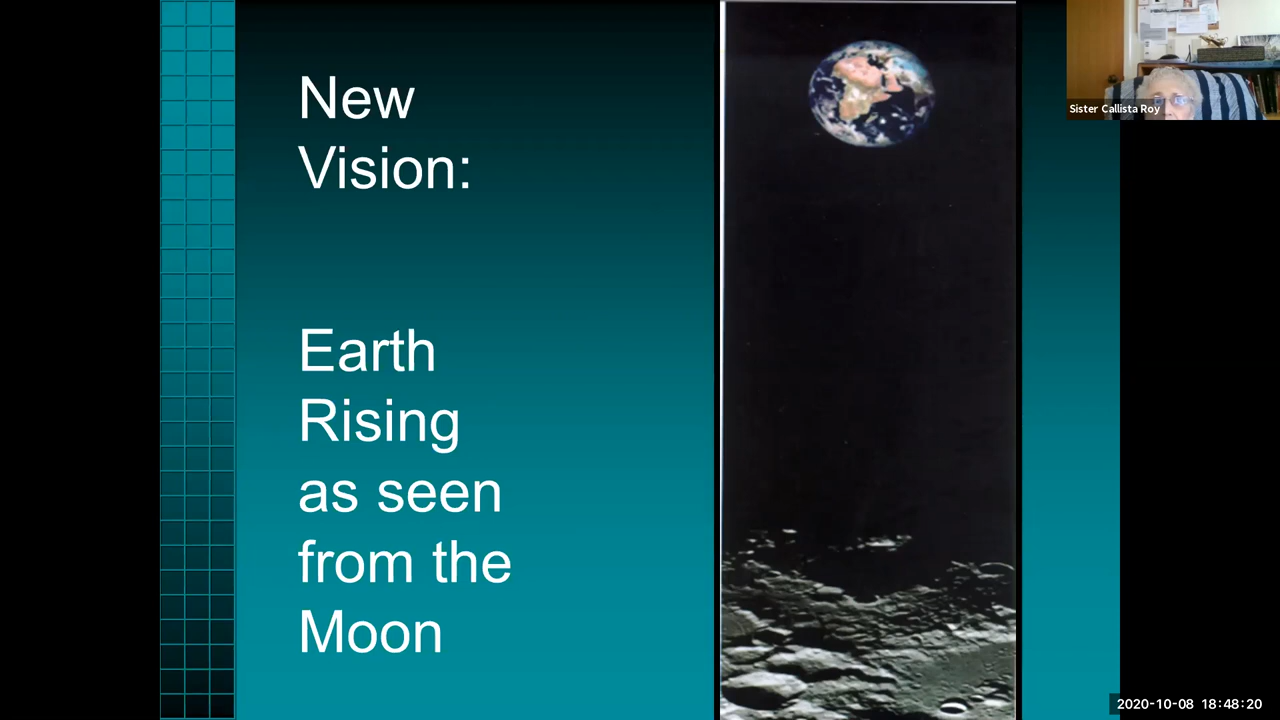 New
Vision:
Earth
Rising
as seen
from the
Moon
Sister Callista Roy
2020-10-08 18:48:20